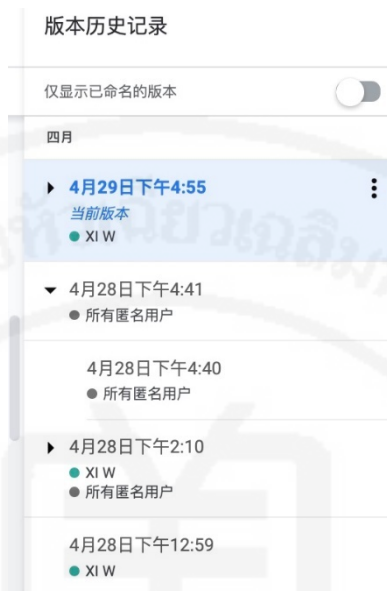 版本历史记录
仅显示已命名的版本
四月
4月29日下午4:55
当前版本
XI W
4月28日下午4:41
所有匿名用户
4月28日下午4:40
所有匿名用户
4月28日下午2:10
XI W
所有匿名用户
4月28日下午12:59
XI W